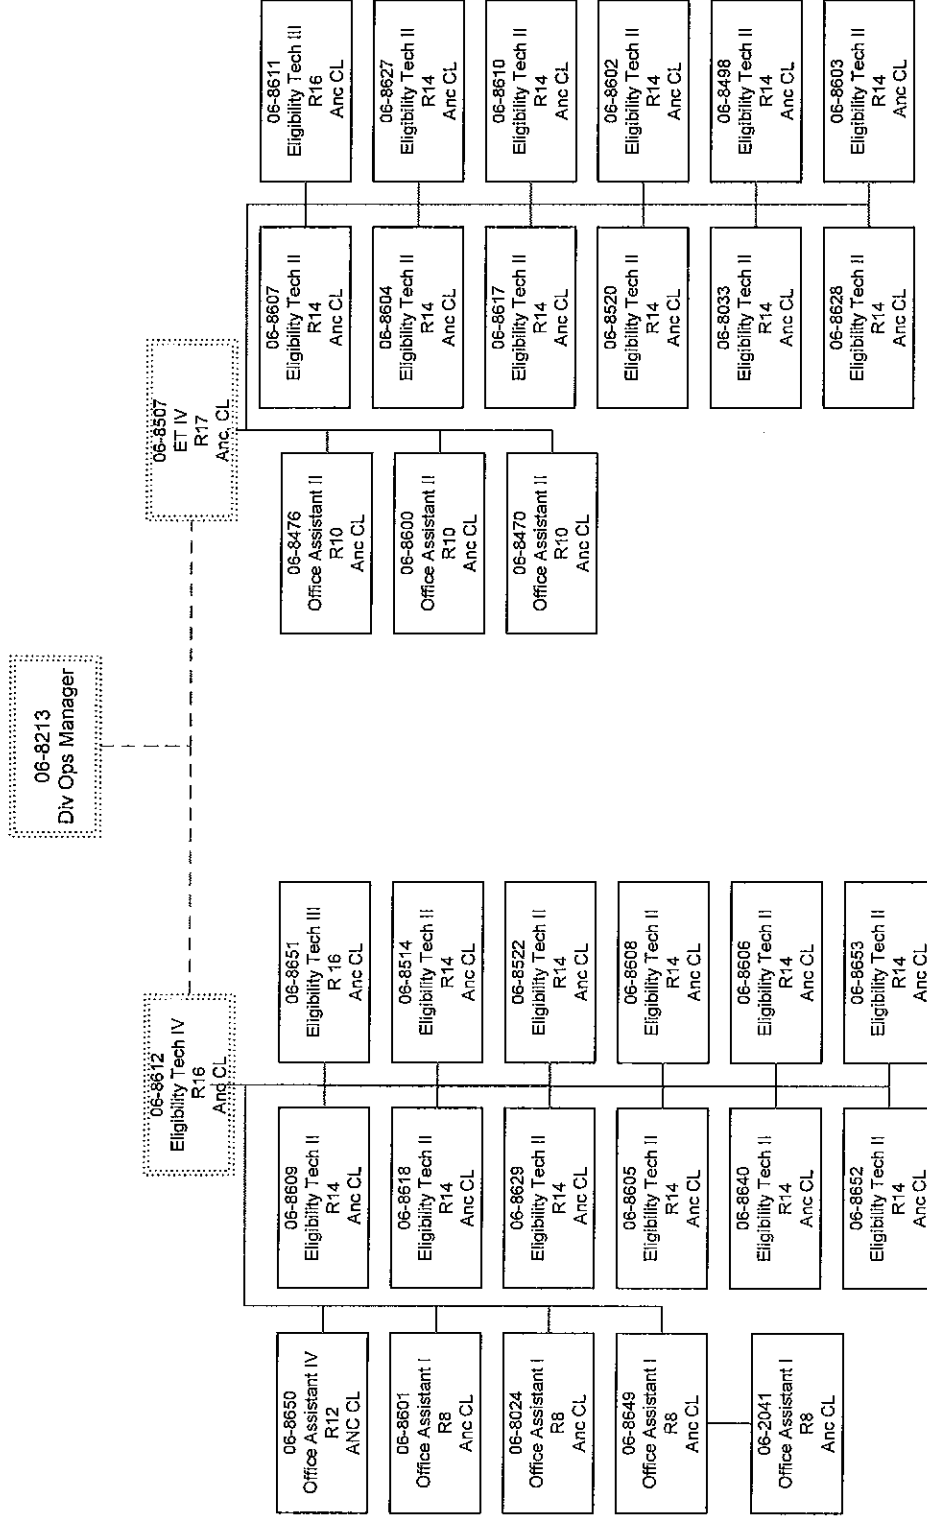 06-8213
Div Ops Manager
06-8612
Eligibility Tech IV
R16
Anc CL
06-8507
ET IV
R17
Anc. CL
06-8650
Office Assistant IV
R12
ANC CL
06-8601
Office Assistant I
R8
Anc CL
06-8024
Office Assistant I
R8
Anc CL
06-8649
Office Assistant I
R8
Anc CL
06-2041
Office Assistant I
R8
Anc CL
06-8609
Eligibility Tech II
R14
Anc CL
06-8618
Eligibility Tech II
R14
Anc CL
06-8629
Eligibility Tech II
R14
Anc CL
06-8605
Eligibility Tech II
R14
Anc CL
06-8640
Eligibility Tech II
R14
Anc CL
06-8652
Eligibility Tech II
R14
Anc CL
06-8651
Eligibility Tech III
R 16
Anc CL
06-8514
Eligibility Tech II
R14
Anc CL
06-8522
Eligibility Tech II
R14
Anc CL
06-8608
Eligibility Tech II
R14
Anc CL
06-8606
Eligibility Tech II
R14
Anc CL
06-8653
Eligibility Tech II
R14
Anc CL
06-8476
Office Assistant II
R10
Anc CL
06-8600
Office Assistant II
R10
Anc CL
06-8470
Office Assistant II
R10
Anc CL
06-8607
Eligibility Tech II
R14
Anc CL
06-8604
Eligibility Tech II
R14
Anc CL
06-8617
Eligibility Tech II
R14
Anc CL
06-8520
Eligibility Tech II
R14
Anc CL
06-8033
Eligibility Tech II
R14
Anc CL
06-8628
Eligibility Tech II
R14
Anc CL
06-8611
Eligibility Tech III
R16
Anc CL
06-8627
Eligibility Tech II
R14
Anc CL
06-8610
Eligibility Tech II
R14
Anc CL
06-8602
Eligibility Tech II
R14
Anc CL
06-8498
Eligibility Tech II
R14
Anc CL
06-8603
Eligibility Tech II
R14
Anc CL